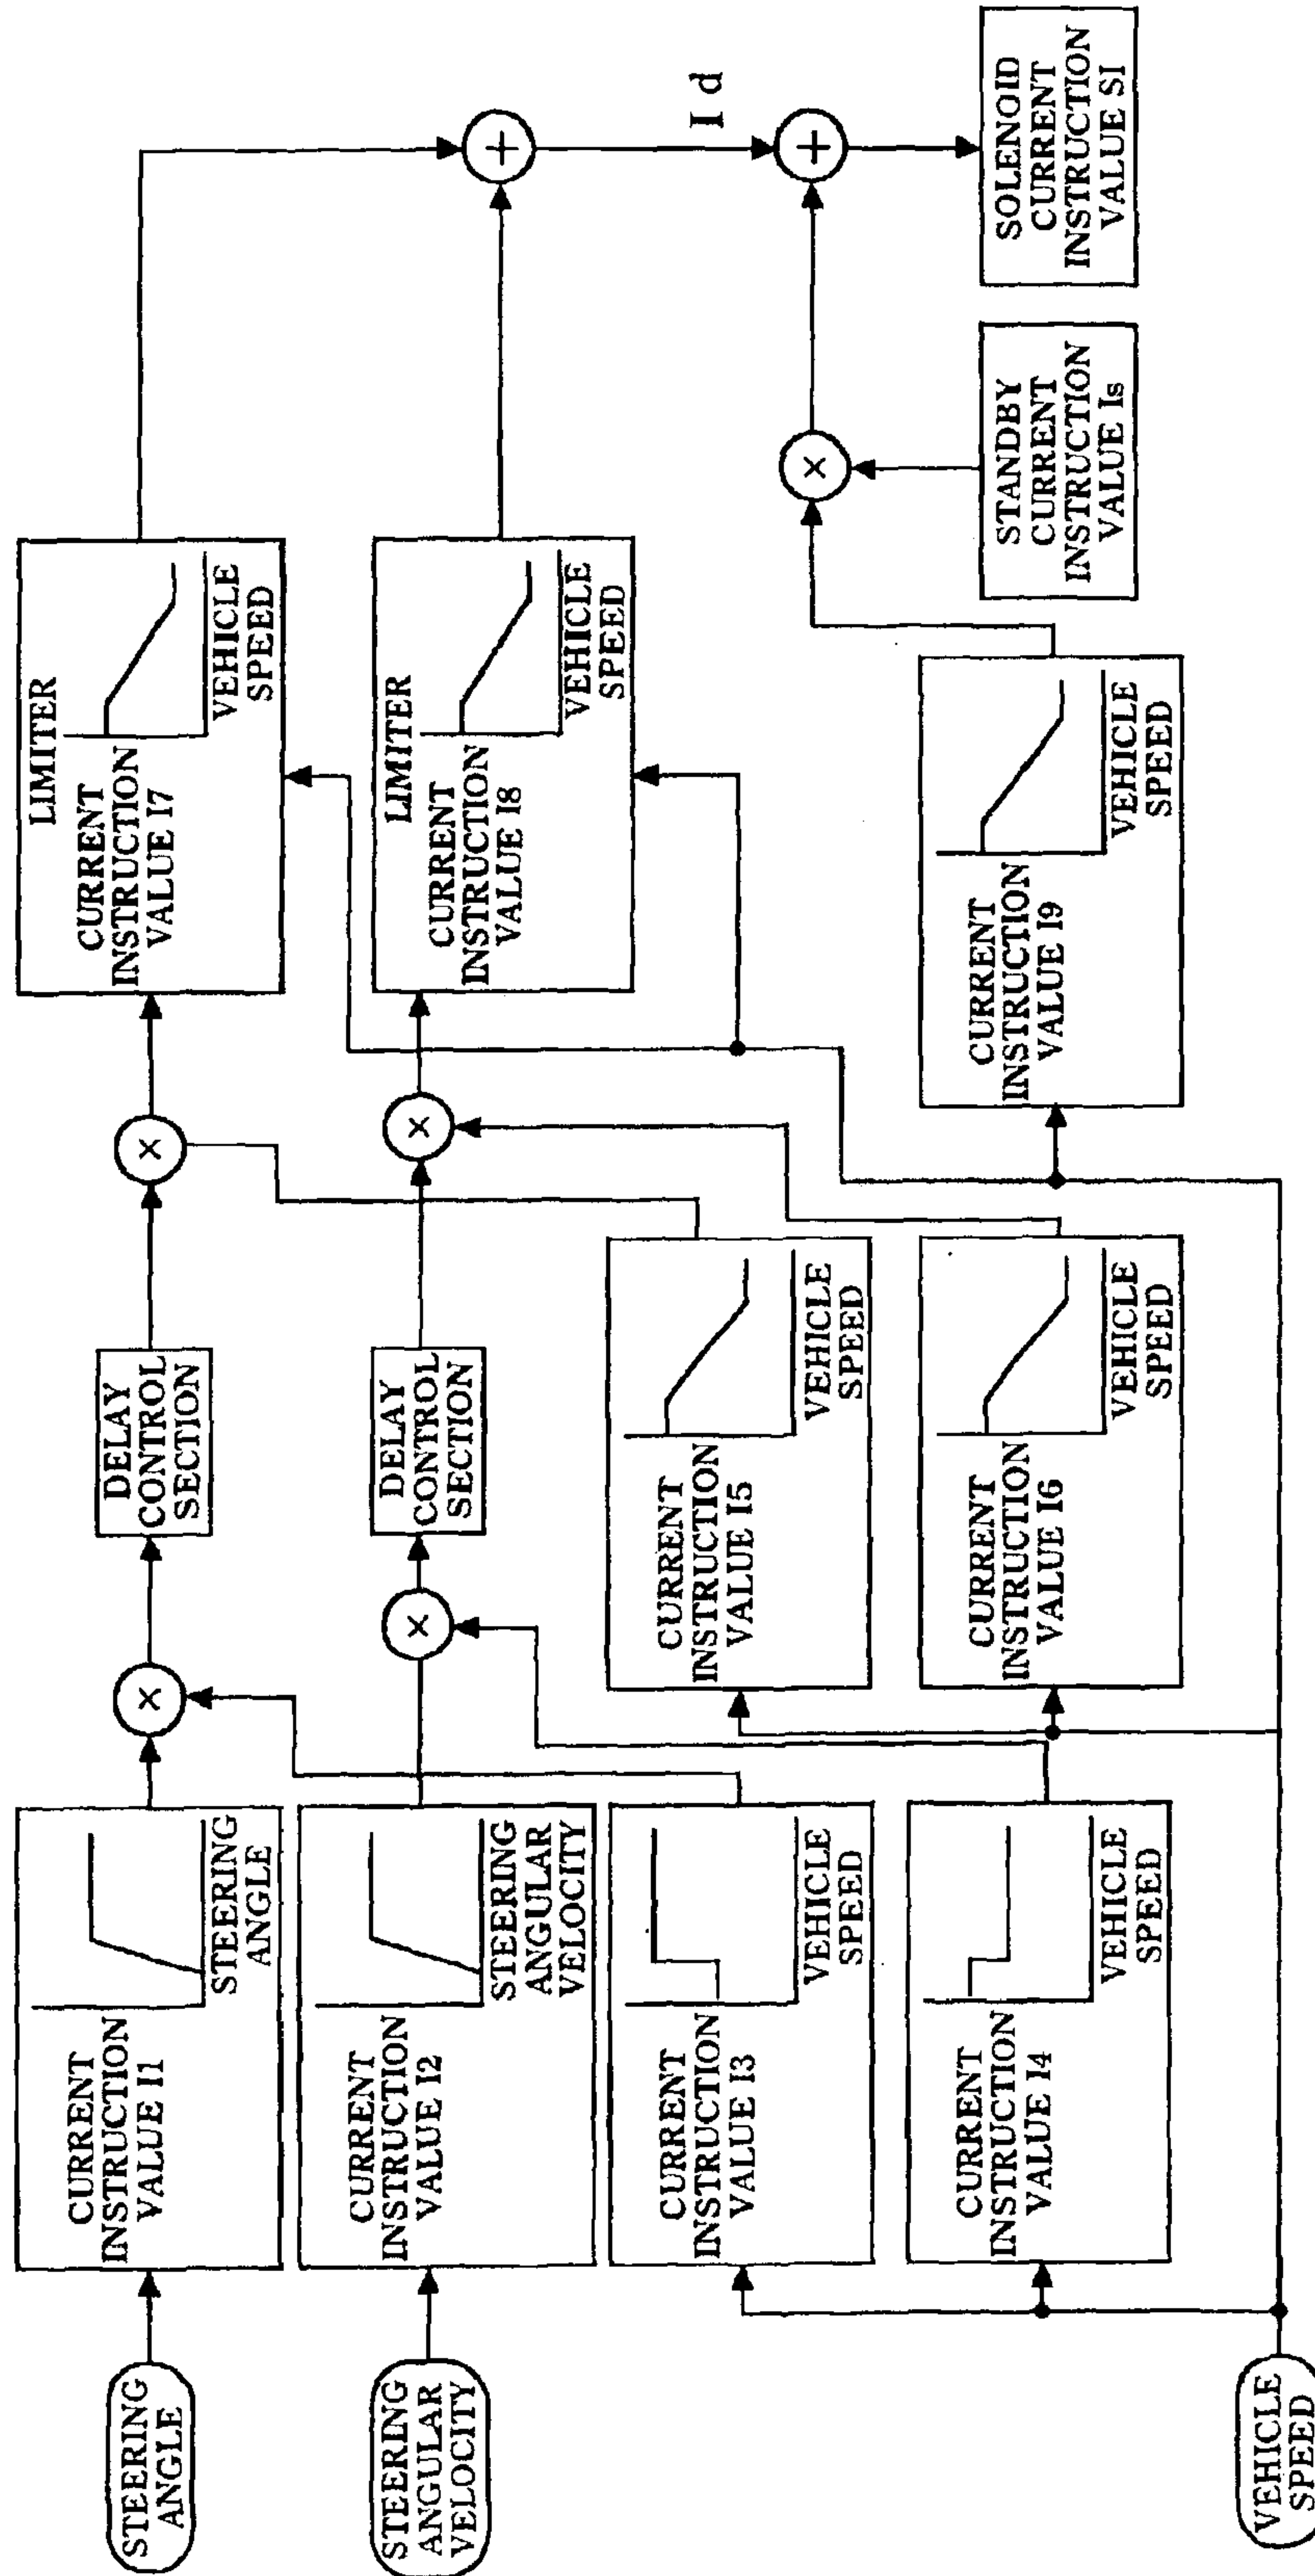 STEERING
ANGLE
CURRENT
INSTRUCTION
VALUE I1
STEERING
ANGLE
DELAY
CONTROL
SECTION
LIMITER
CURRENT
INSTRUCTION
VALUE I7
VEHICLE
SPEED
STEERING
ANGULAR
VELOCITY
CURRENT
INSTRUCTION
VALUE I2
STEERING
ANGULAR
VELOCITY
DELAY
CONTROL
SECTION
LIMITER
CURRENT
INSTRUCTION
VALUE I8
VEHICLE
SPEED
CURRENT
INSTRUCTION
VALUE I3
VEHICLE
SPEED
CURRENT
INSTRUCTION
VALUE I5
VEHICLE
SPEED
I d
CURRENT
INSTRUCTION
VALUE I4
VEHICLE
SPEED
CURRENT
INSTRUCTION
VALUE I6
VEHICLE
SPEED
CURRENT
INSTRUCTION
VALUE I9
VEHICLE
SPEED
STANDBY
CURRENT
INSTRUCTION
VALUE Is
SOLENOID
CURRENT
INSTRUCTION
VALUE SI
VEHICLE
SPEED